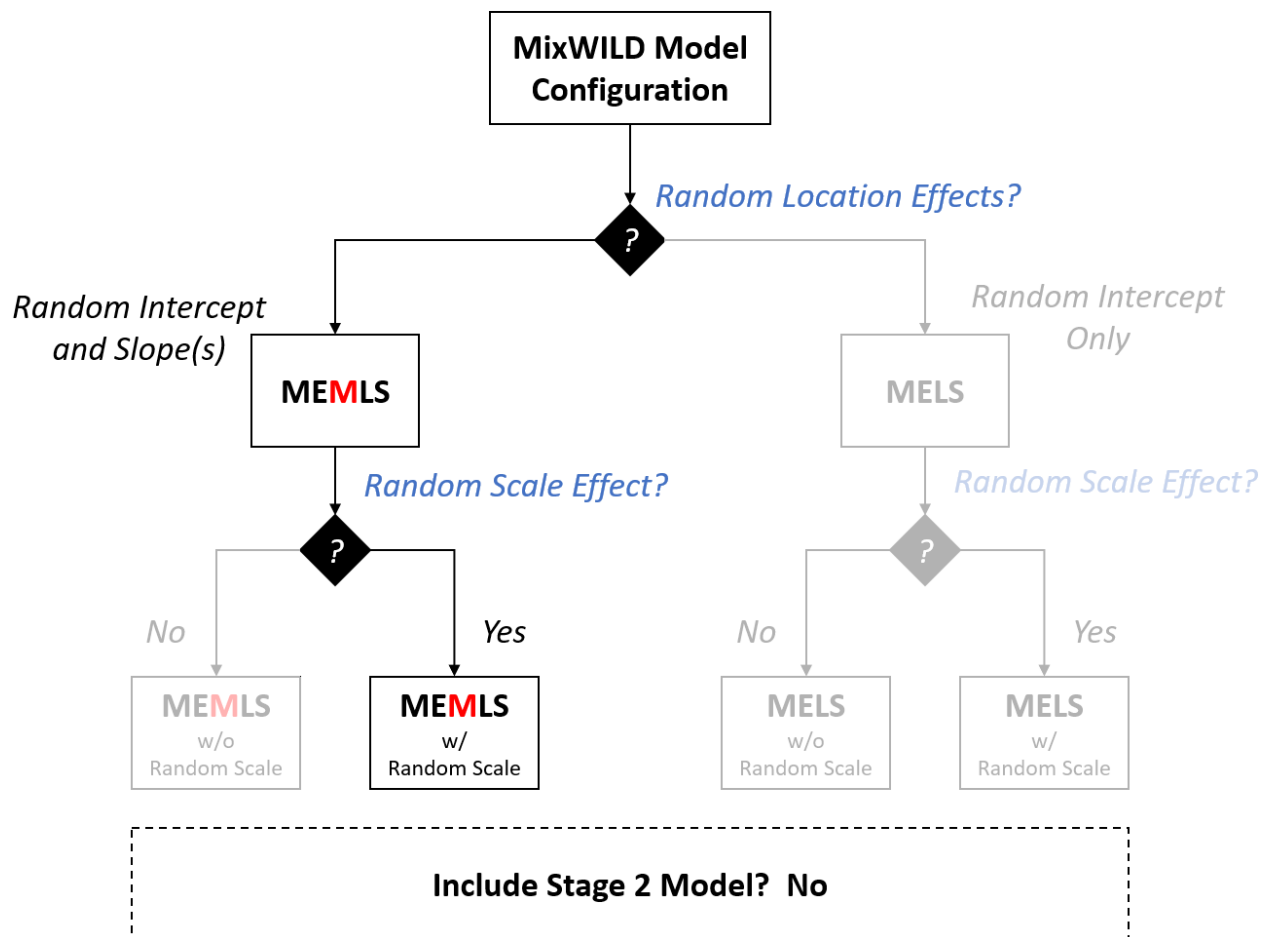 MixWILD Model
Configuration
Random Location Effects?
?
Random Intercept
and Slope(s)
Random Intercept
Only
MEMLS
MELS
Random Scale Effect?
Random Scale Effect?
?
?
No
Yes
No
Yes
MEMLS
w/o
Random Scale
MEMLS
w/
Random Scale
MELS
w/o
Random Scale
MELS
w/
Random Scale
Include Stage 2 Model? No